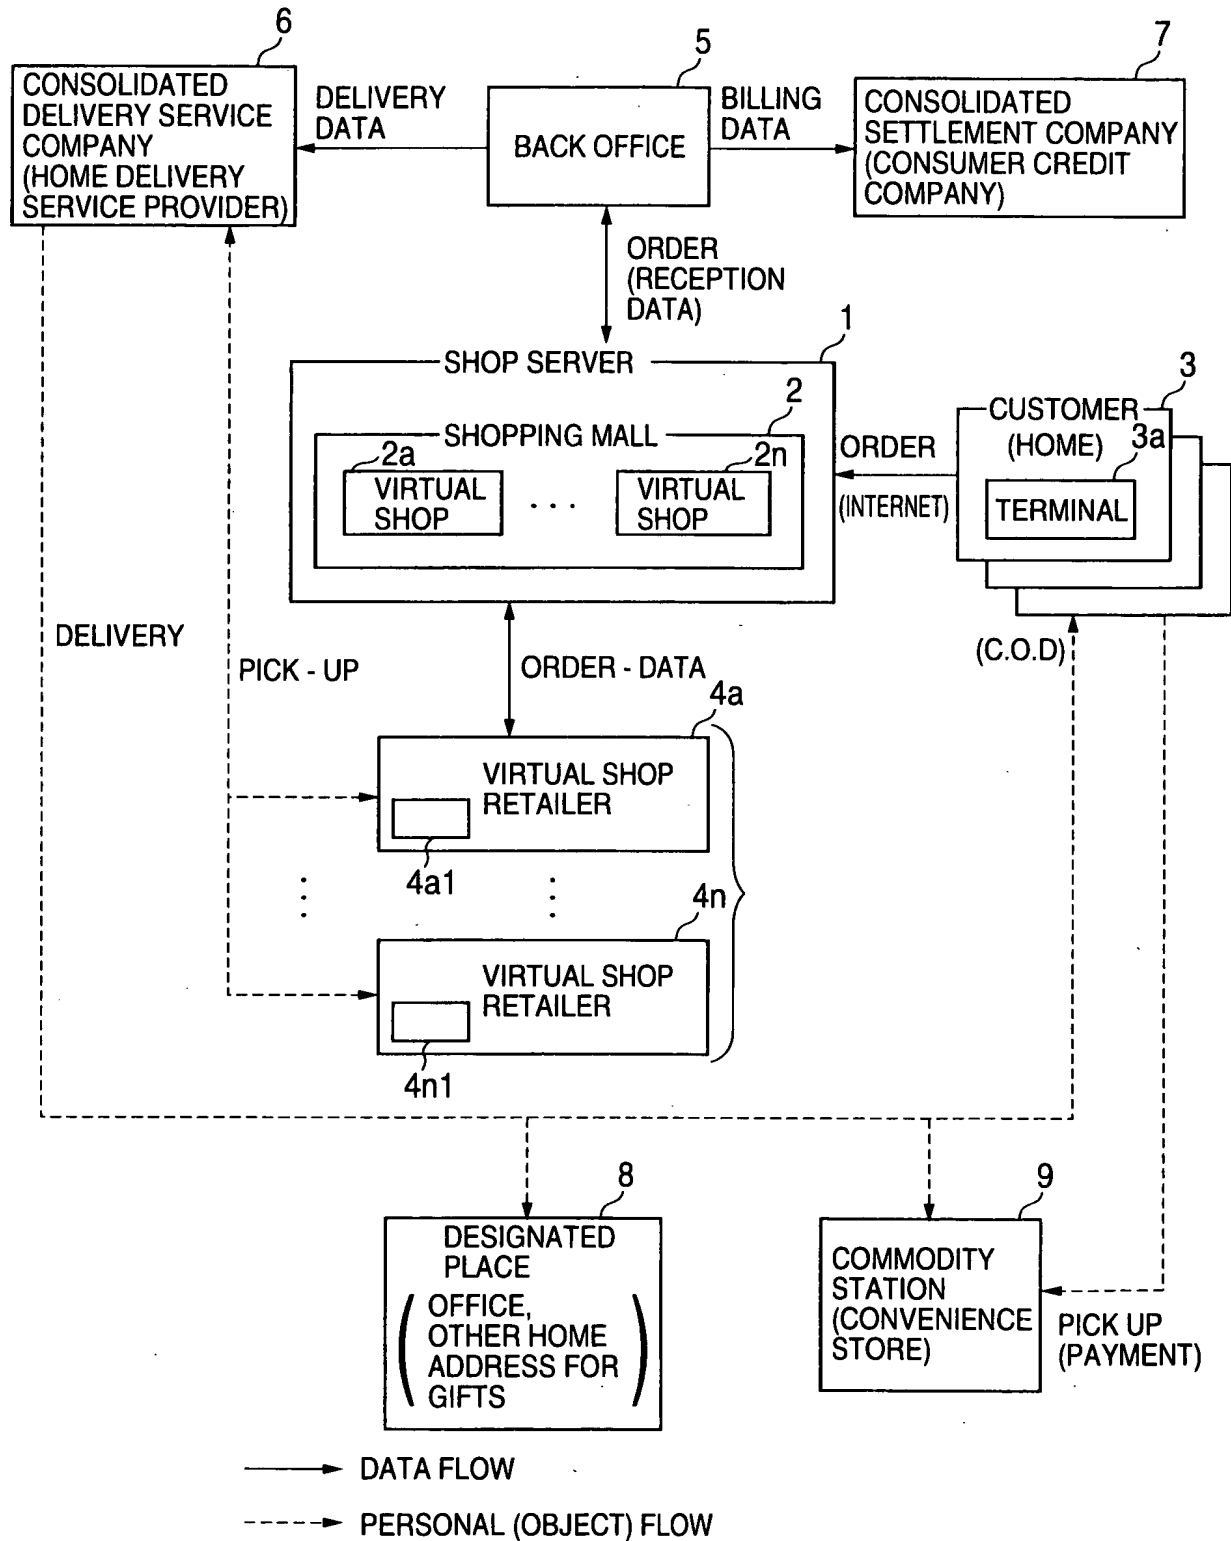 6
5
7
CONSOLIDATED
DELIVERY SERVICE
COMPANY
(HOME DELIVERY
SERVICE PROVIDER)
DELIVERY
DATA
BACK OFFICE
BILLING
DATA
CONSOLIDATED
SETTLEMENT COMPANY
(CONSUMER CREDIT
COMPANY)
ORDER
(RECEPTION
DATA)
1
SHOP SERVER
2
SHOPPING MALL
2a
VIRTUAL
SHOP
. . .
2n
VIRTUAL
SHOP
ORDER
(INTERNET)
3
CUSTOMER
(HOME)
3a
TERMINAL
DELIVERY
PICK - UP
ORDER - DATA
(C.O.D)
4a
VIRTUAL SHOP
RETAILER
4a1
4n
VIRTUAL SHOP
RETAILER
4n1
8
DESIGNATED
PLACE
(OFFICE,
OTHER HOME
ADDRESS FOR
GIFTS)
9
COMMODITY
STATION
(CONVENIENCE
STORE)
PICK UP
(PAYMENT)
DATA FLOW
PERSONAL (OBJECT) FLOW